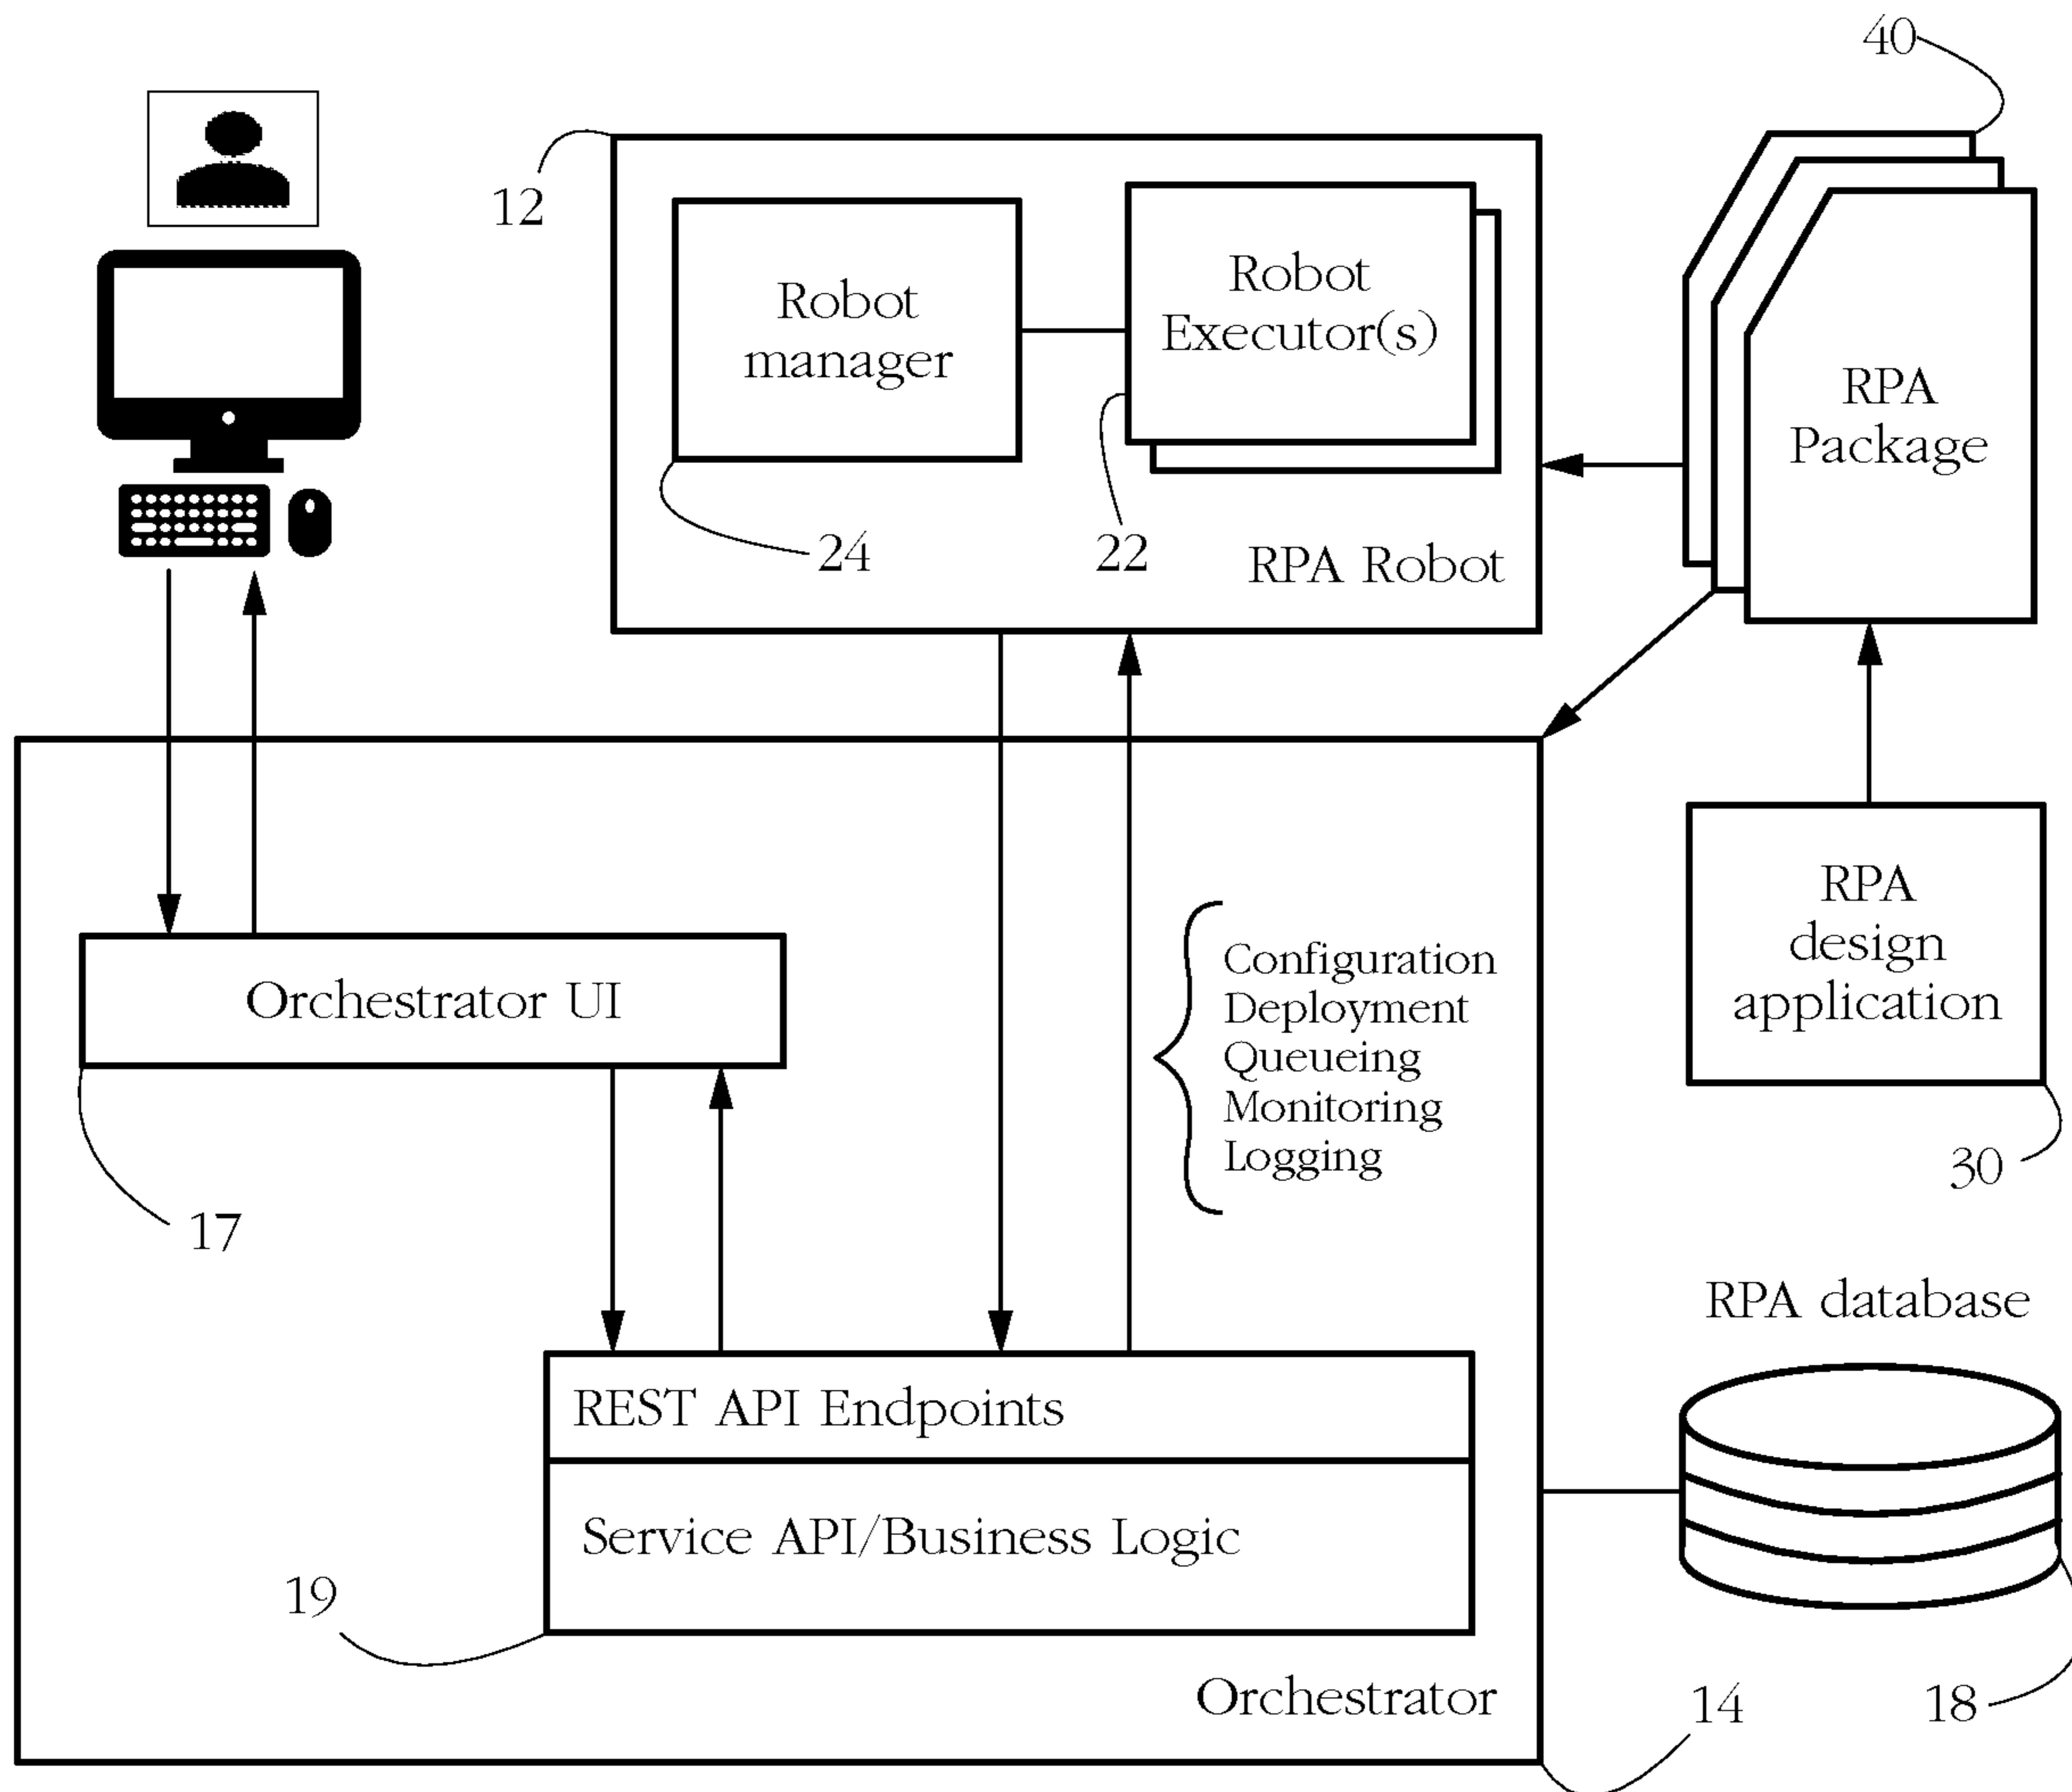 40
12
Robot
manager
Robot
Executor(s)
24
22
RPA Robot
RPA
Package
Orchestrator UI
17
Configuration
Deployment
Queueing
Monitoring
Logging
RPA
design
application
30
REST API Endpoints
Service API/Business Logic
19
Orchestrator
14
RPA database
18